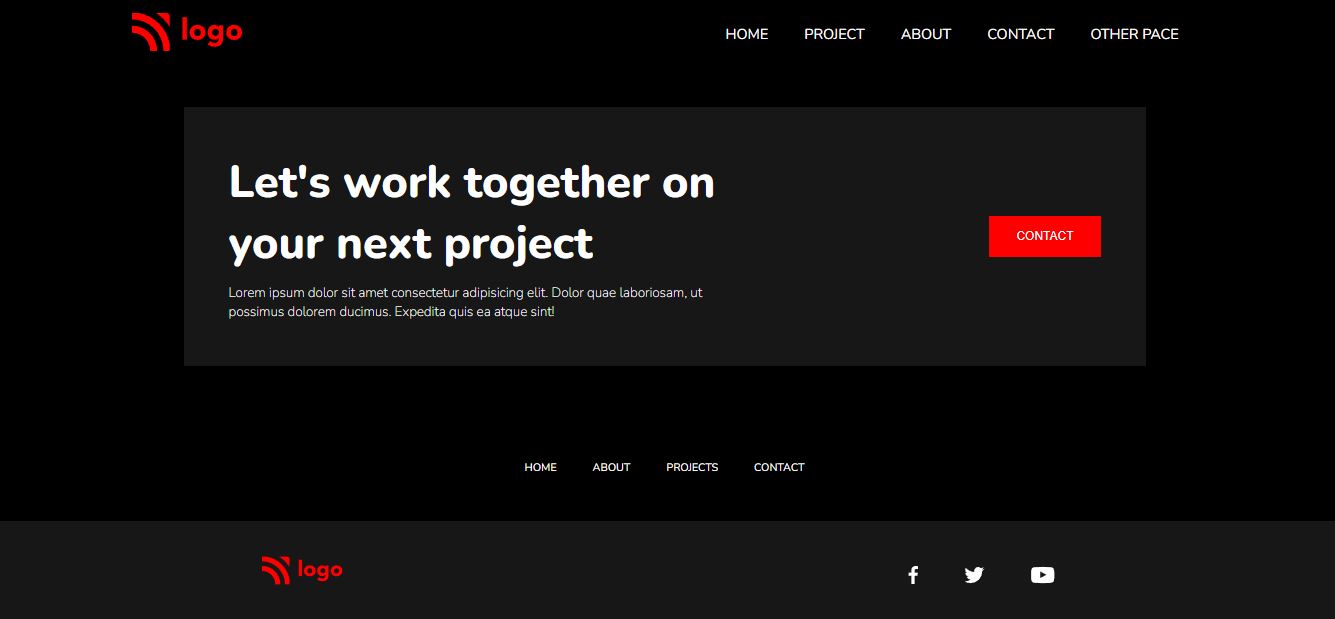 logo
HOME PROJECT ABOUT CONTACT OTHER PACE
Let's work together on
your next project
Lorem ipsum dolor sit amet consectetur adipisicing elit. Dolor quae laboriosam, ut
possimus dolorem ducimus. Expedita quis ea atque sint!
CONTACT
HOME ABOUT PROJECTS CONTACT
logo